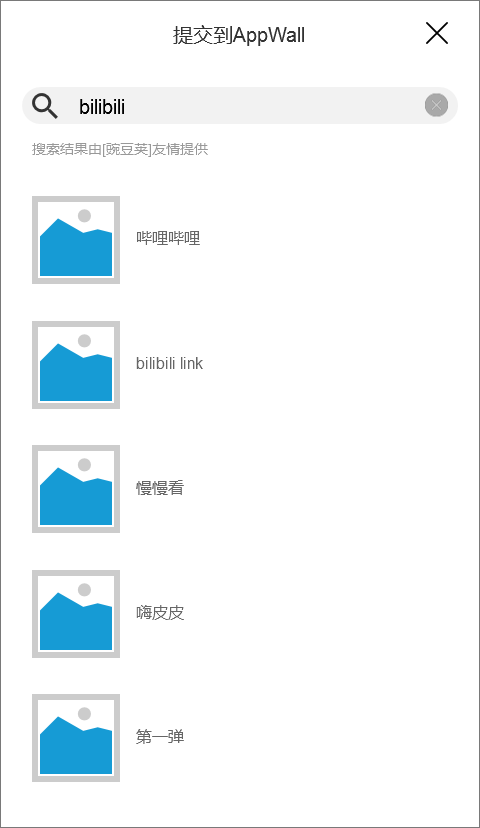 提交到AppWall
bilibili
搜索结果由[豌豆荚]友情提供
哔哩哔哩
bilibili link
慢慢看
嗨皮皮
第一弹